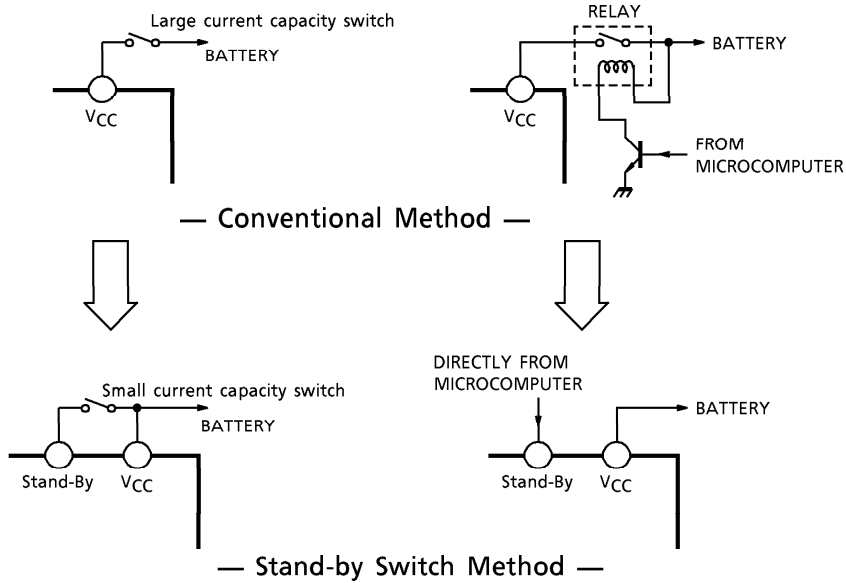 Large current capacity switch
BATTERY
VCC
RELAY
BATTERY
VCC
FROM
MICROCOMPUTER
— Conventional Method —
Small current capacity switch
BATTERY
Stand-By
VCC
DIRECTLY FROM
MICROCOMPUTER
BATTERY
Stand-By
VCC
— Stand-by Switch Method —